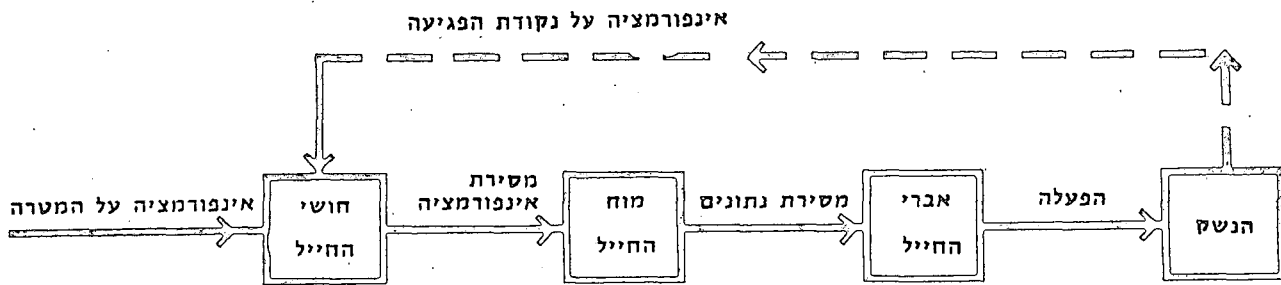 אינפורמציה על נקודת הפגיעה
אינפורמציה על המטרה
חושי
החייל
מסירת
אינפורמציה
מוח
החייל
מסירת נתונים
אברי
החייל
הפעלה
הנשק